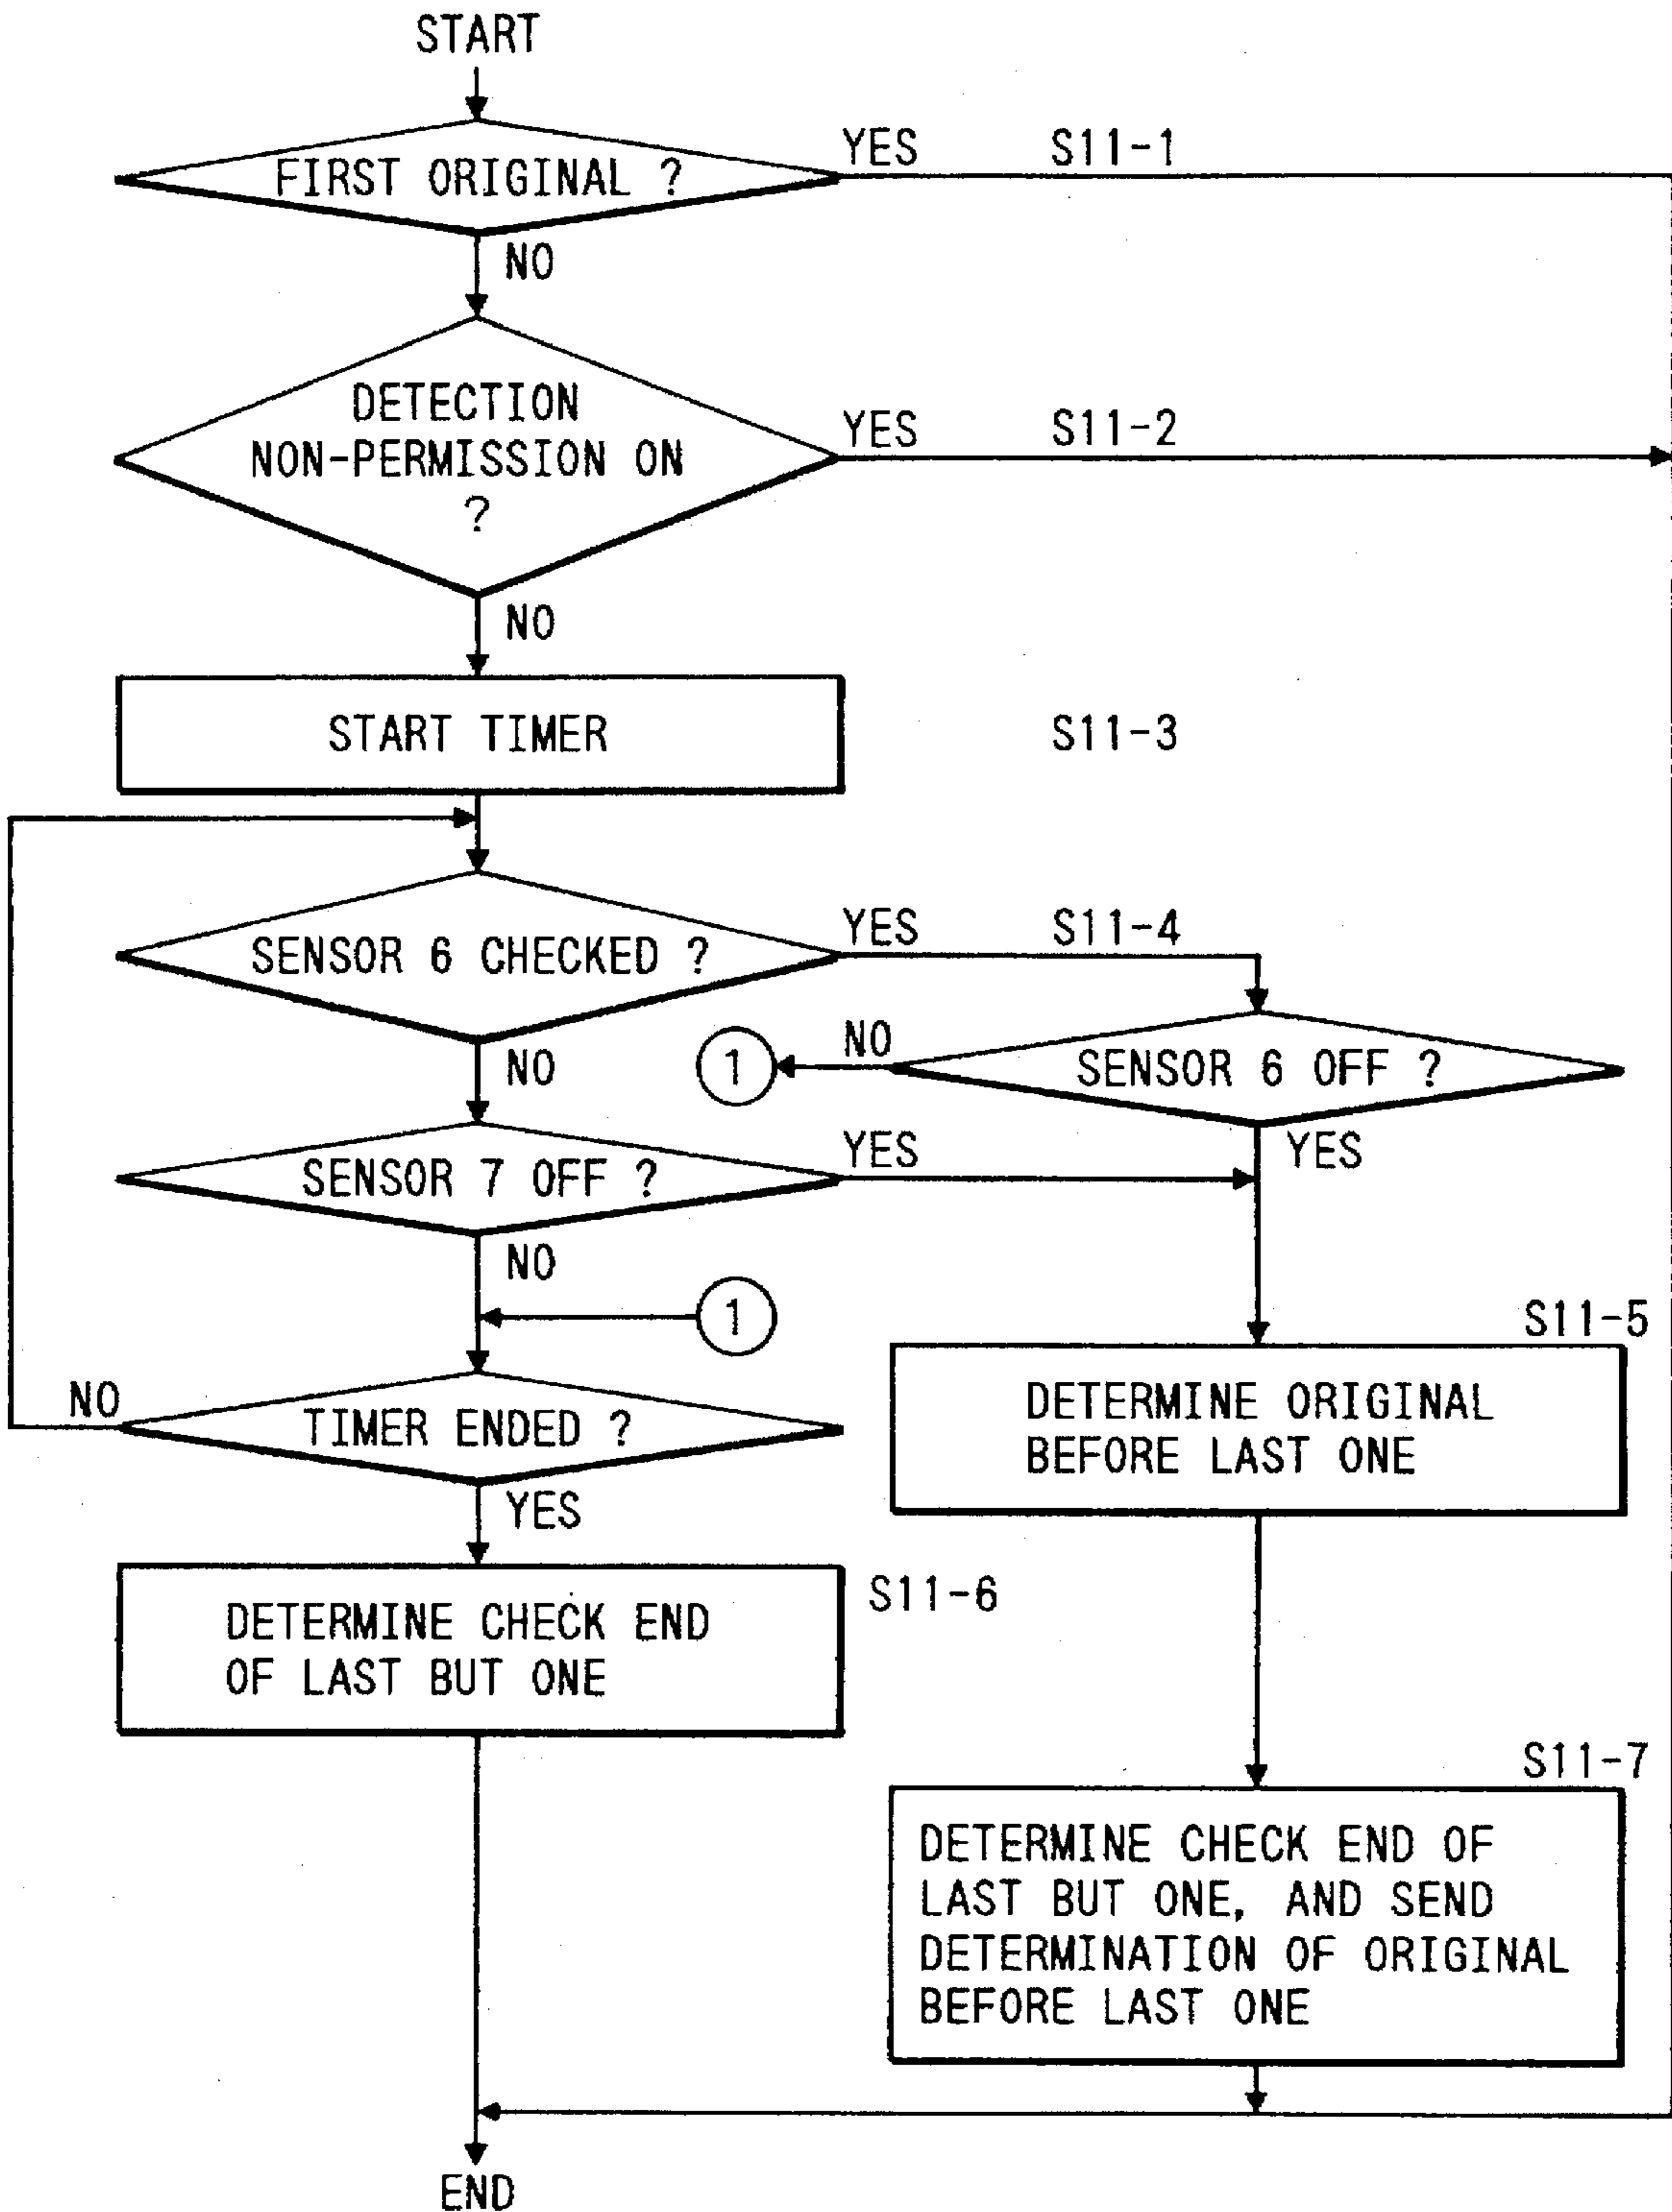 START
FIRST ORIGINAL ?
YES
S11-1
NO
DETECTION
NON-PERMISSION ON
?
YES
S11-2
NO
START TIMER
S11-3
SENSOR 6 CHECKED ?
YES
S11-4
NO
1
NO
SENSOR 6 OFF ?
YES
SENSOR 7 OFF ?
YES
NO
1
S11-5
DETERMINE ORIGINAL
BEFORE LAST ONE
NO
TIMER ENDED ?
YES
DETERMINE CHECK END
OF LAST BUT ONE
S11-6
S11-7
DETERMINE CHECK END OF
LAST BUT ONE, AND SEND
DETERMINATION OF ORIGINAL
BEFORE LAST ONE
END